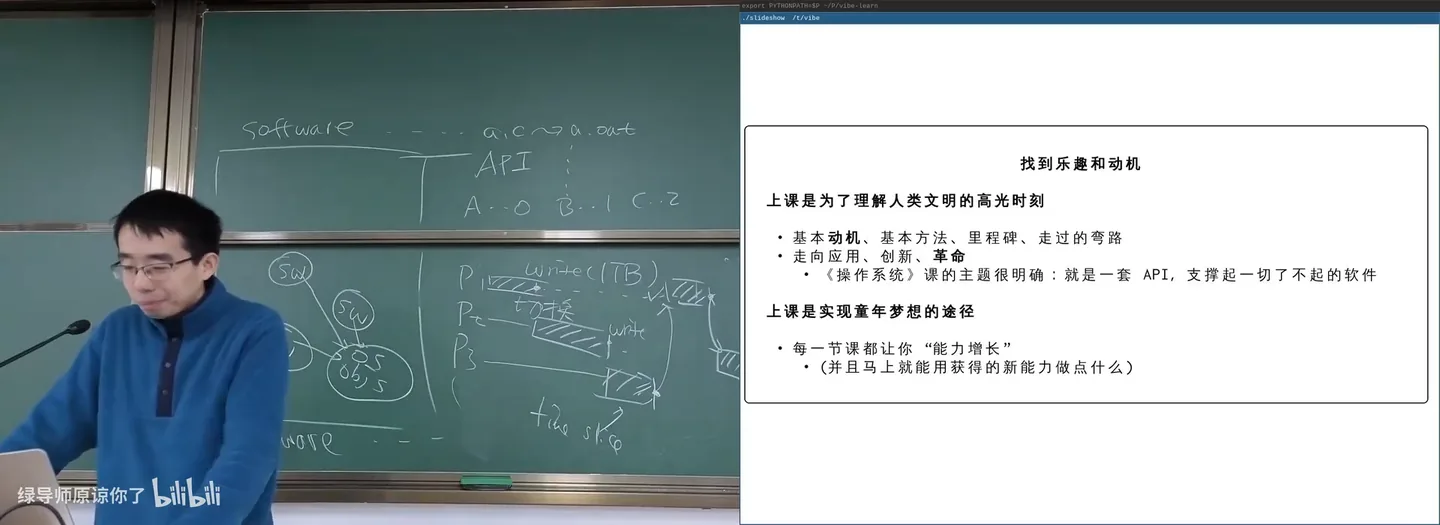 software - - - - a.c → a.out
API
A...0 B...1 C...2
sw
sw
OS
obj s
P1
write(TB)
切换
write
P3
time slice
ware - - -
绿导师原谅你了 bilibili
export PYTHONPATH=$P ~/P/vibe-learn
./slideshow /t/vibe
找到乐趣和动机
上课是为了理解人类文明的高光时刻
• 基本动机、基本方法、里程碑、走过的弯路
• 走向应用、创新、革命
• 《操作系统》课的主题很明确：就是一套 API, 支撑起一切了不起的软件
上课是实现童年梦想的途径
• 每一节课都让你 “能力增长”
• (并且马上就能用获得的新能力做点什么)